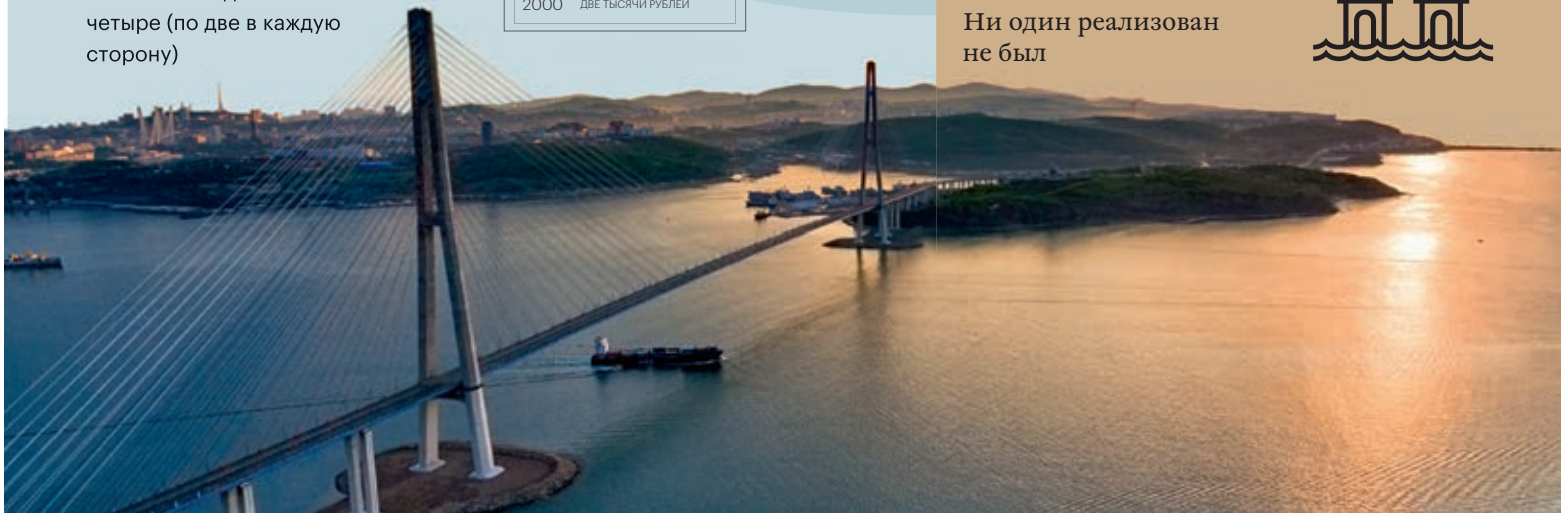 четыре (по две в каждую
сторону)
2000 ДВЕ ТЫСЯЧИ РУБЛЕЙ
Ни один реализован
не был